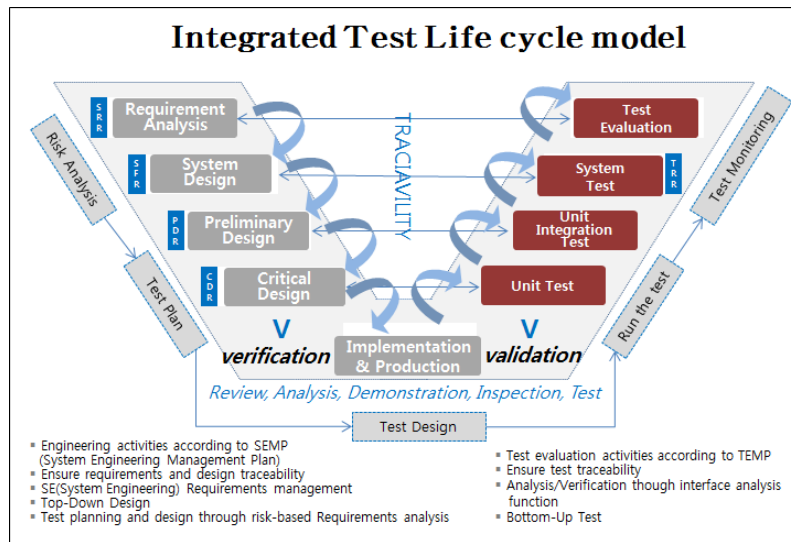 Integrated Test Life cycle model
SRR
Requirement
Analysis
Test
Evaluation
SFR
System
Design
System
Test
TRR
PDR
Preliminary
Design
Unit
Integration
Test
CDR
Critical
Design
Unit Test
TRACIAVILITY
Risk Analysis
Test Plan
Test Monitoring
Run the test
V
verification
Implementation
& Production
V
validation
Review, Analysis, Demonstration, Inspection, Test
Test Design
▪ Engineering activities according to SEMP
(System Engineering Management Plan)
▪ Ensure requirements and design traceability
▪ SE(System Engineering) Requirements management
▪ Top-Down Design
▪ Test planning and design through risk-based Requirements analysis
▪ Test evaluation activities according to TEMP
▪ Ensure test traceability
▪ Analysis/Verification though interface analysis
function
▪ Bottom-Up Test